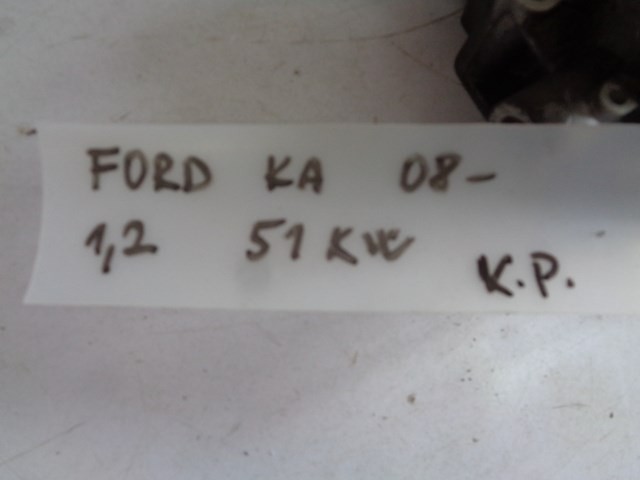 FORD KA 08-
1,2 51 KW
K.P.